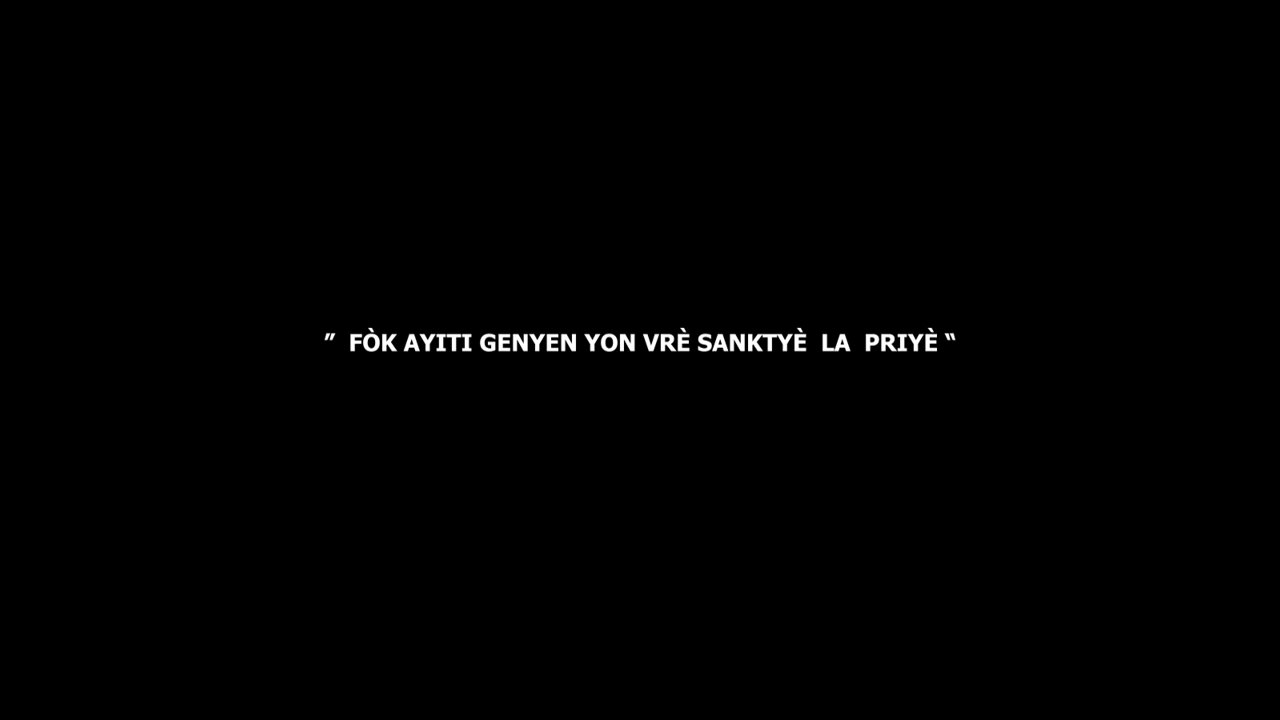 ” FÒK AYITI GENYEN YON VRÈ SANKTYÈ LA PRIYÈ “